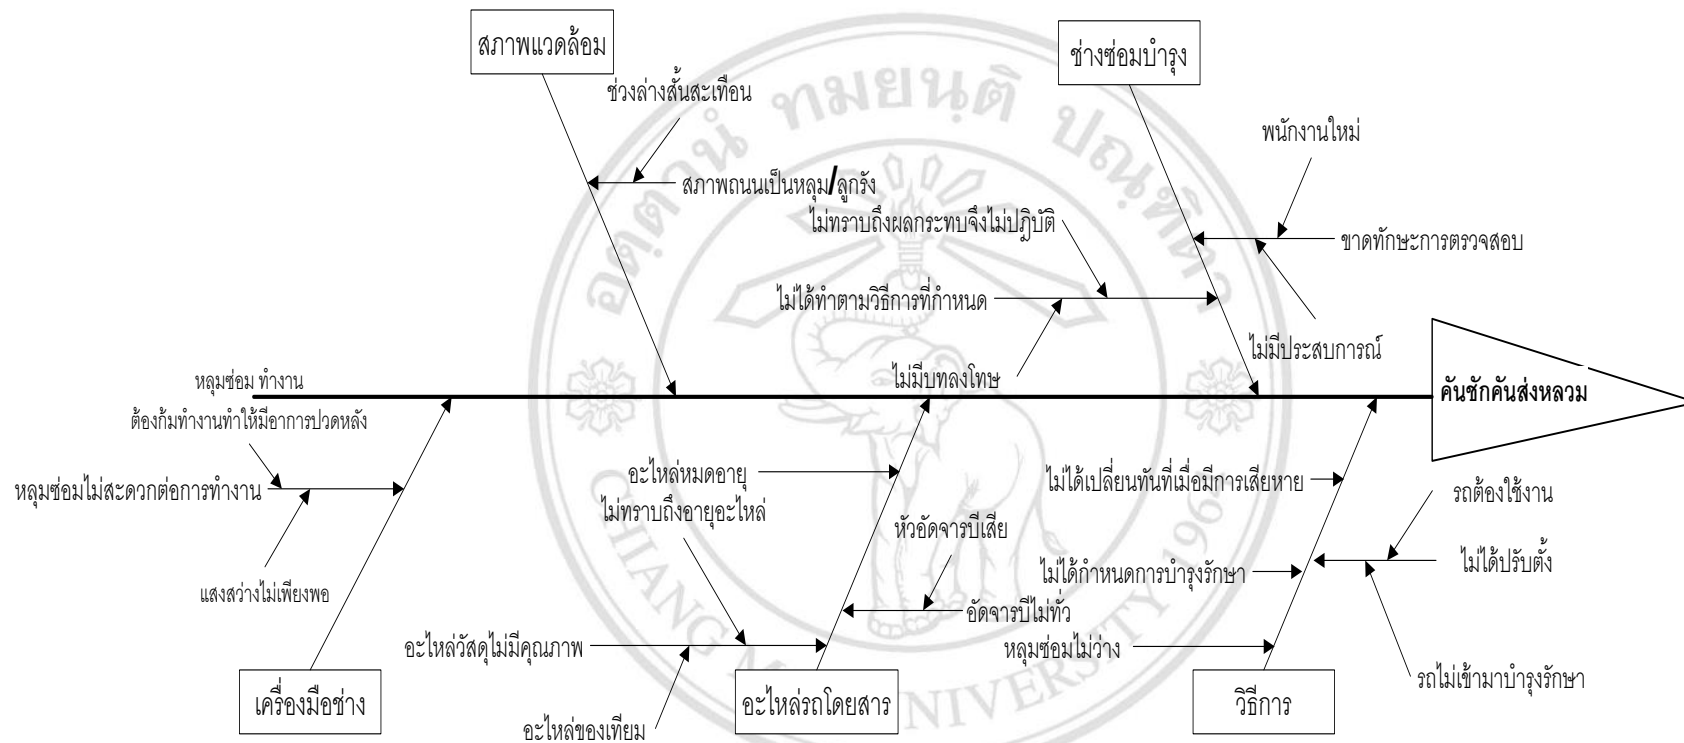 สภาพแวดล้อม
ช่างซ่อมบำรุง
ช่วงล่างสั้นสะเทือน
พนักงานใหม่
สภาพถนนเป็นหลุม/ลูกรัง
ไม่ทราบถึงผลกระทบจึงไม่ปฎิบัติ
ขาดทักษะการตรวจสอบ
ไม่ได้ทำตามวิธีการที่กำหนด
ไม่มีประสบการณ์
ไม่มีบทลงโทษ
หลุมซ่อม ทำงาน
คันชักคันส่งหลวม
ต้องก้มทำงานทำให้มีอาการปวดหลัง
อะไหล่หมดอายุ
ไม่ได้เปลี่ยนทันที่เมื่อมีการเสียหาย
หลุมซ่อมไม่สะดวกต่อการทำงาน
รถต้องใช้งาน
ไม่ทราบถึงอายุอะไหล่
หัวอัดจารบีเสีย
ไม่ได้ปรับตั้ง
ไม่ได้กำหนดการบำรุงรักษา
แสงสว่างไม่เพียงพอ
อัดจารบีไม่ทั่ว
อะไหล่วัสดุไม่มีคุณภาพ
หลุมซ่อมไม่ว่าง
รถไม่เข้ามาบำรุงรักษา
เครื่องมือช่าง
อะไหล่รถโดยสาร
วิธีการ
อะไหล่ของเทียม
อตฺตานํ ทมยนฺติ ปณฺฑิตา
CHIANG MAI UNIVERSITY 1964